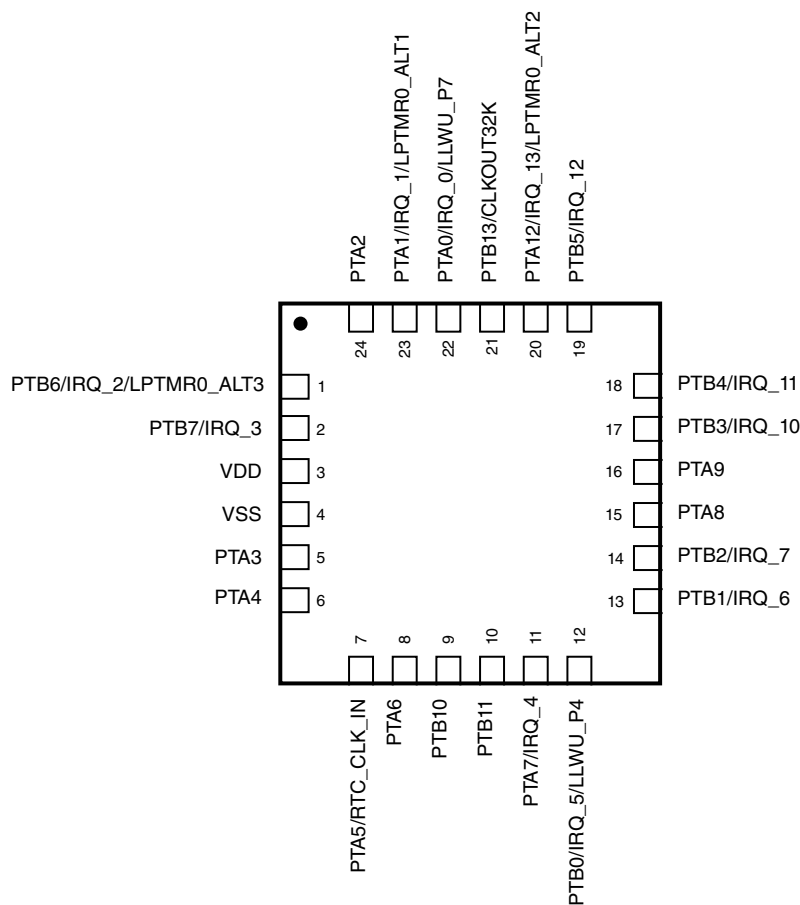 PTA2
PTA1/IRQ_1/LPTMR0_ALT1
PTA0/IRQ_0/LLWU_P7
PTB13/CLKOUT32K
PTA12/IRQ_13/LPTMR0_ALT2
PTB5/IRQ_12
24
23
22
21
20
19
PTB6/IRQ_2/LPTMR0_ALT3 1
18 PTB4/IRQ_11
PTB7/IRQ_3 2
17 PTB3/IRQ_10
VDD 3
16 PTA9
VSS 4
15 PTA8
PTA3 5
14 PTB2/IRQ_7
PTA4 6
13 PTB1/IRQ_6
7
8
9
10
11
12
PTA5/RTC_CLK_IN
PTA6
PTB10
PTB11
PTA7/IRQ_4
PTB0/IRQ_5/LLWU_P4